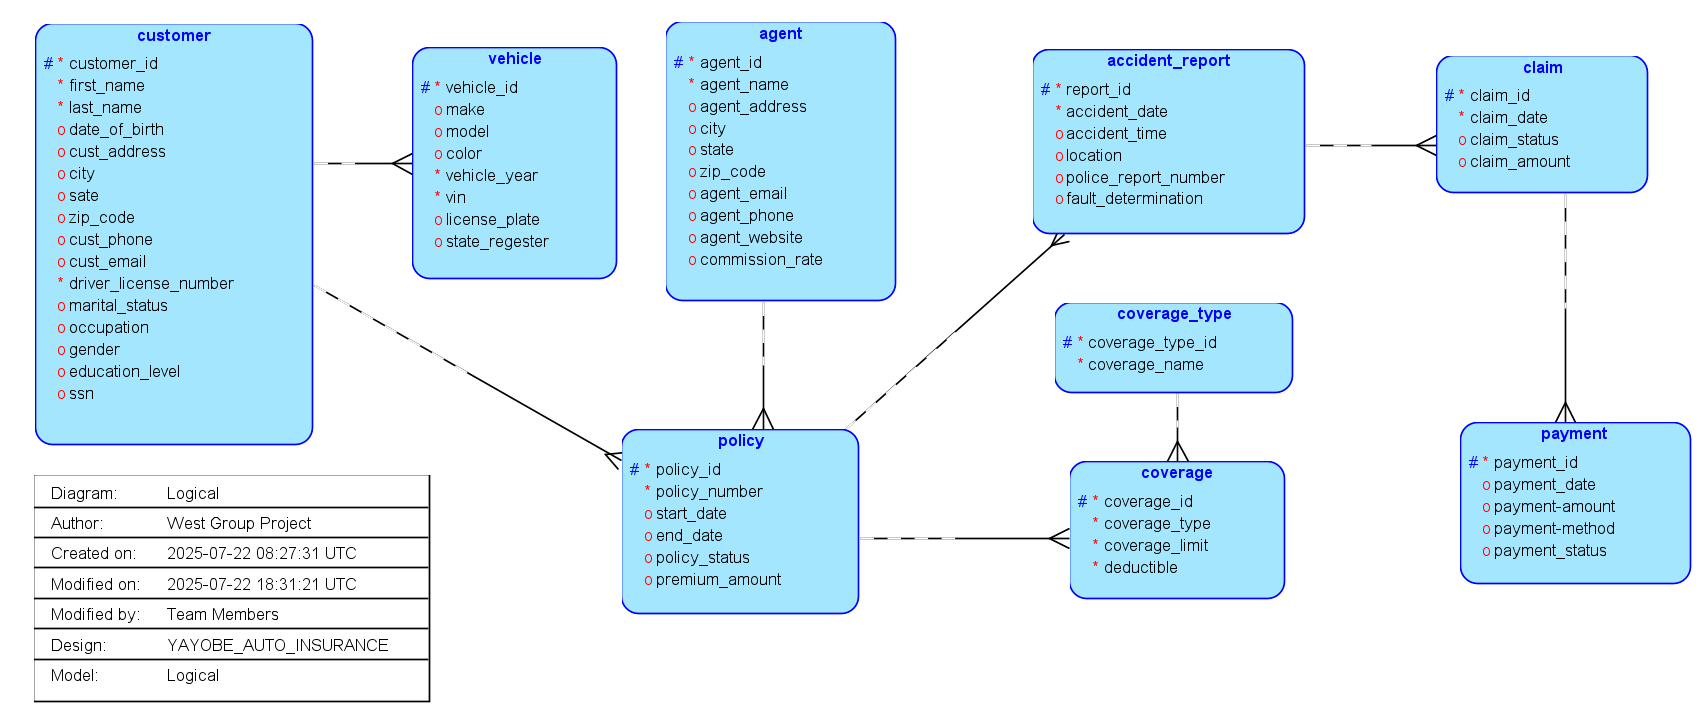 customer
# * customer_id
* first_name
* last_name
o date_of_birth
o cust_address
o city
o sate
o zip_code
o cust_phone
o cust_email
* driver_license_number
o marital_status
o occupation
o gender
o education_level
o ssn
vehicle
# * vehicle_id
o make
o model
o color
* vehicle_year
* vin
o license_plate
o state_regester
agent
# * agent_id
* agent_name
o agent_address
o city
o state
o zip_code
o agent_email
o agent_phone
o agent_website
o commission_rate
accident_report
# * report_id
* accident_date
o accident_time
o location
o police_report_number
o fault_determination
claim
# * claim_id
* claim_date
o claim_status
o claim_amount
coverage_type
# * coverage_type_id
* coverage_name
policy
# * policy_id
* policy_number
o start_date
o end_date
o policy_status
o premium_amount
coverage
# * coverage_id
* coverage_type
* coverage_limit
* deductible
payment
# * payment_id
o payment_date
o payment-amount
o payment-method
o payment_status
Diagram: Logical
Author: West Group Project
Created on: 2025-07-22 08:27:31 UTC
Modified on: 2025-07-22 18:31:21 UTC
Modified by: Team Members
Design: YAYOBE_AUTO_INSURANCE
Model: Logical